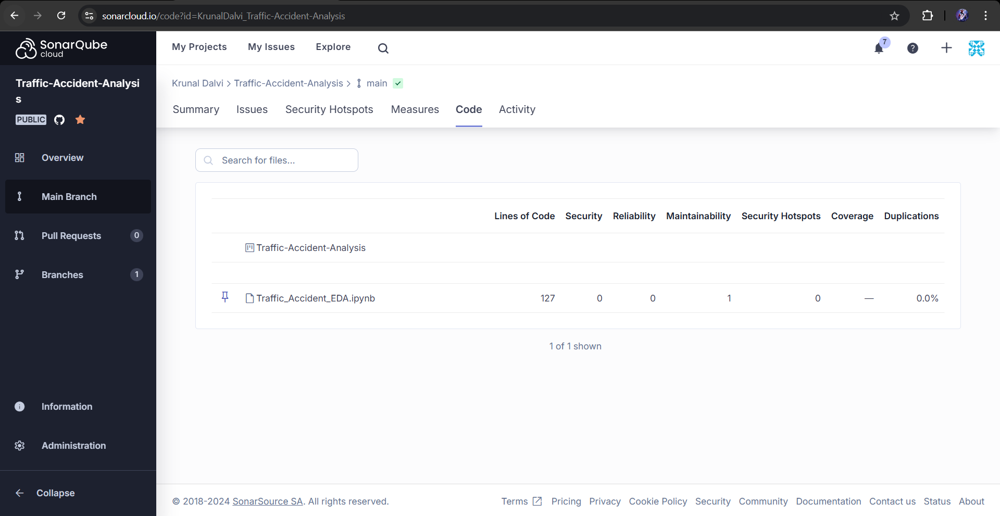 sonarcloud.io/code?id=KrunalDalvi_Traffic-Accident-Analysis
SonarQube
cloud
My Projects My Issues Explore
7
Traffic-Accident-Analysi
s
PUBLIC
Overview
Main Branch
Pull Requests 0
Branches 1
Information
Administration
Collapse
Krunal Dalvi > Traffic-Accident-Analysis > main
Summary Issues Security Hotspots Measures Code Activity
Search for files...
Lines of Code Security Reliability Maintainability Security Hotspots Coverage Duplications
Traffic-Accident-Analysis
Traffic_Accident_EDA.ipynb 127 0 0 1 0 — 0.0%
1 of 1 shown
© 2018-2024 SonarSource SA. All rights reserved. Terms Pricing Privacy Cookie Policy Security Community Documentation Contact us Status About